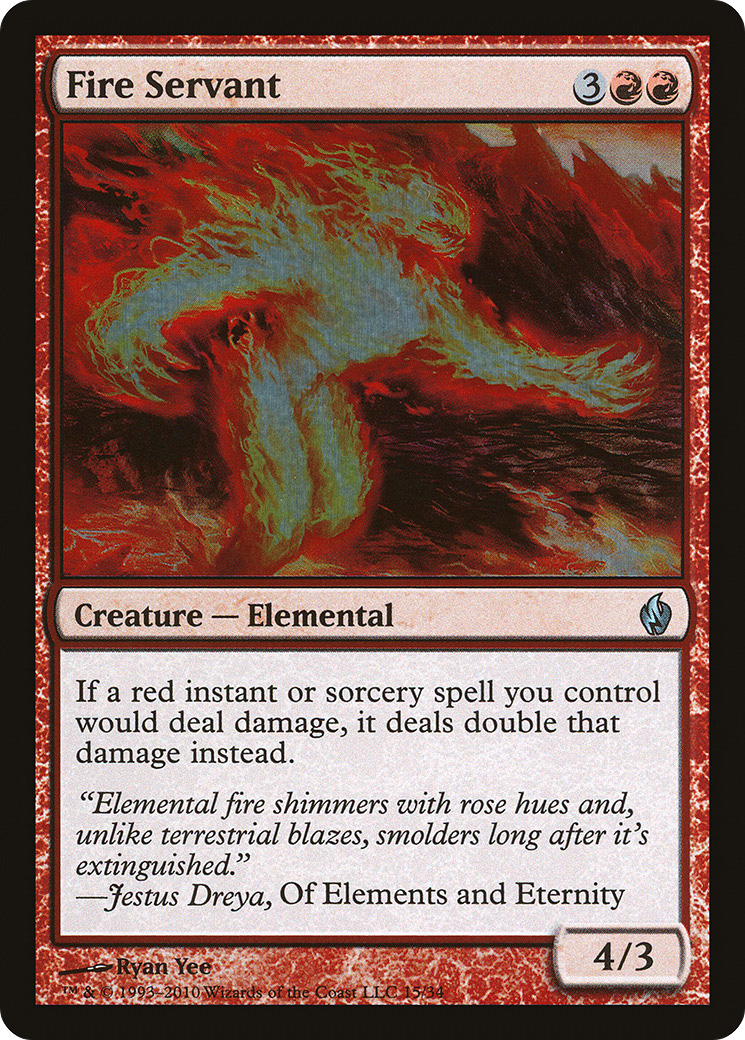 Fire Servant 3
Creature — Elemental
If a red instant or sorcery spell you control
would deal damage, it deals double that
damage instead.
“Elemental fire shimmers with rose hues and,
unlike terrestrial blazes, smolders long after it’s
extinguished.”
—Jestus Dreya, Of Elements and Eternity
4/3
Ryan Yee
™ & © 1993–2010 Wizards of the Coast LLC 15/34